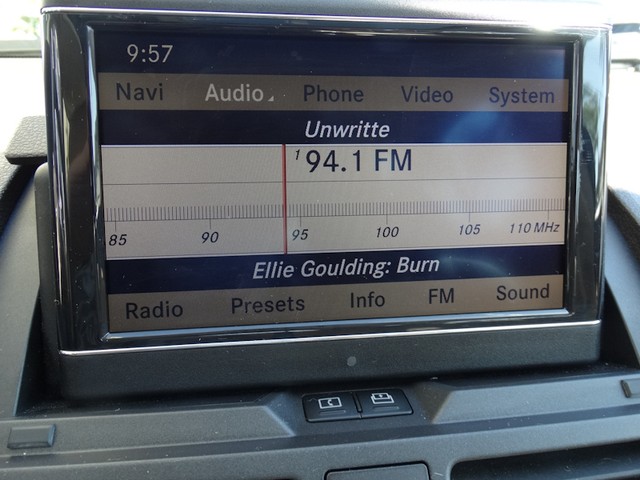 9:57
Navi Audio Phone Video System
Unwritte
1 94.1 FM
85 90 95 100 105 110 MHz
Ellie Goulding: Burn
Radio Presets Info FM Sound